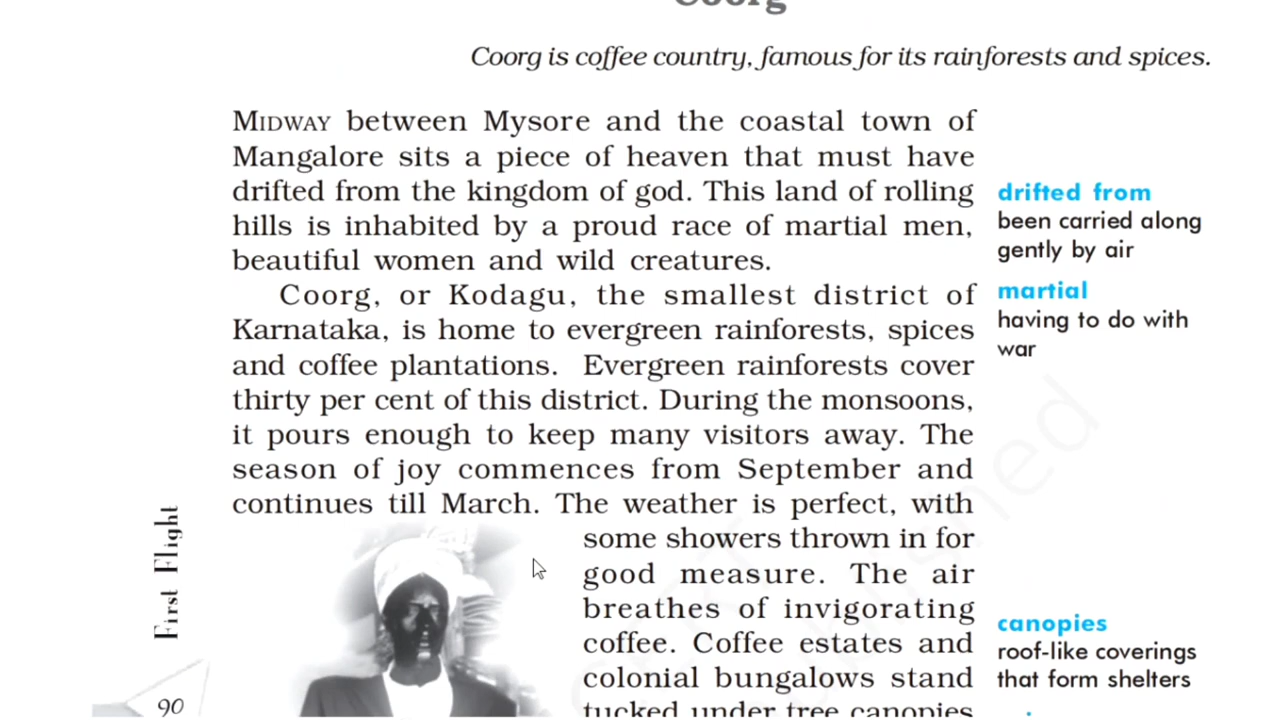 Coorg
Coorg is coffee country, famous for its rainforests and spices.
MIDWAY between Mysore and the coastal town of
Mangalore sits a piece of heaven that must have
drifted from the kingdom of god. This land of rolling
hills is inhabited by a proud race of martial men,
beautiful women and wild creatures.
Coorg, or Kodagu, the smallest district of
Karnataka, is home to evergreen rainforests, spices
and coffee plantations. Evergreen rainforests cover
thirty per cent of this district. During the monsoons,
it pours enough to keep many visitors away. The
season of joy commences from September and
continues till March. The weather is perfect, with
some showers thrown in for
good measure. The air
breathes of invigorating
coffee. Coffee estates and
colonial bungalows stand
tucked under tree canopies
drifted from
been carried along
gently by air
martial
having to do with
war
canopies
roof-like coverings
that form shelters
First Flight
90